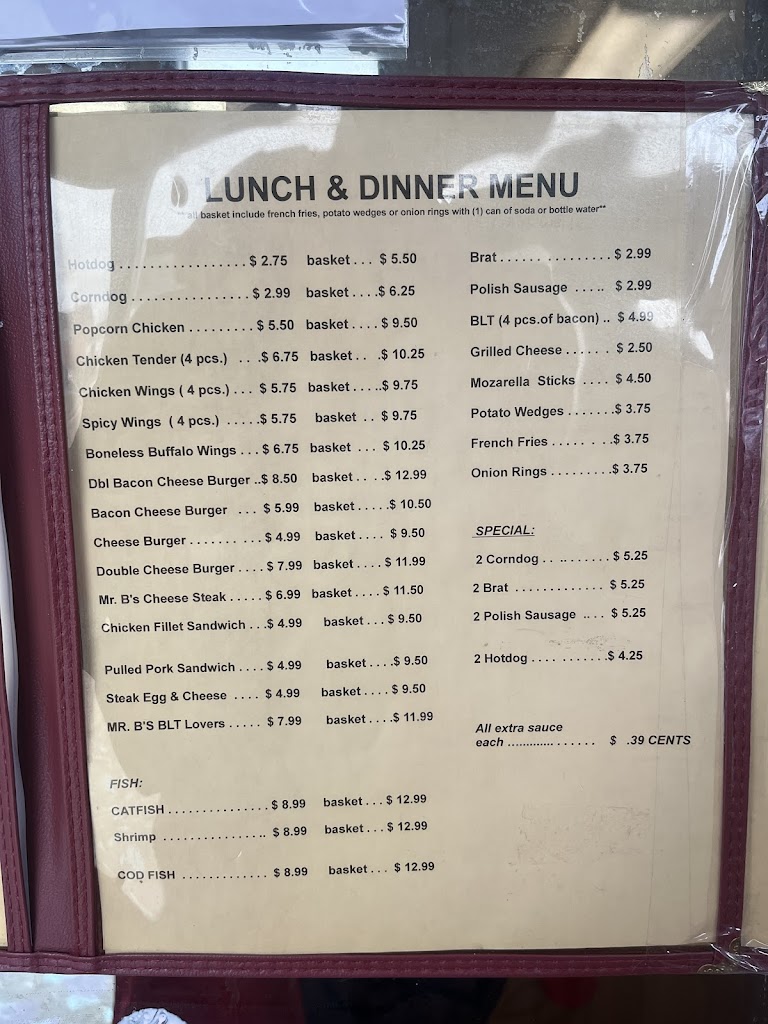 LUNCH & DINNER MENU
** all basket include french fries, potato wedges or onion rings with (1) can of soda or bottle water**
Hotdog . . . . . . . . . . . . . . . . . $ 2.75 basket . . . $ 5.50
Corndog . . . . . . . . . . . . . . . . $ 2.99 basket . . . .$ 6.25
Popcorn Chicken . . . . . . . . . $ 5.50 basket . . . . $ 9.50
Chicken Tender (4 pcs.) . . .$ 6.75 basket . . .$ 10.25
Chicken Wings ( 4 pcs.) . . . $ 5.75 basket . . . ..$ 9.75
Spicy Wings ( 4 pcs.) . . . . .$ 5.75 basket . . $ 9.75
Boneless Buffalo Wings . . . $ 6.75 basket . . . $ 10.25
Dbl Bacon Cheese Burger ..$ 8.50 basket . . . .$ 12.99
Bacon Cheese Burger . . . $ 5.99 basket . . . . .$ 10.50
Cheese Burger . . . . . . . . $ 4.99 basket . . . . $ 9.50
Double Cheese Burger . . . . $ 7.99 basket . . . . $ 11.99
Mr. B's Cheese Steak . . . . . $ 6.99 basket . . . . $ 11.50
Chicken Fillet Sandwich . . .$ 4.99 basket . . . $ 9.50
Pulled Pork Sandwich . . . . $ 4.99 basket . . . .$ 9.50
Steak Egg & Cheese . . . . $ 4.99 basket . . . . $ 9.50
MR. B'S BLT Lovers . . . . . $ 7.99 basket . . . .$ 11.99
FISH:
CATFISH . . . . . . . . . . . . . . . $ 8.99 basket . . . $ 12.99
Shrimp . . . . . . . . . . . . . . . .. $ 8.99 basket . . . $ 12.99
COD FISH . . . . . . . . . . . . . $ 8.99 basket . . . $ 12.99
Brat . . . . . . . . . . . . . . . $ 2.99
Polish Sausage . . . .. $ 2.99
BLT (4 pcs.of bacon) .. $ 4.99
Grilled Cheese . . . . . . $ 2.50
Mozarella Sticks . . . . $ 4.50
Potato Wedges . . . . . . .$ 3.75
French Fries . . . . . . . .$ 3.75
Onion Rings . . . . . . . . .$ 3.75
SPECIAL:
2 Corndog . . .. . . . . . . . $ 5.25
2 Brat . . . . . . . . . . . . . $ 5.25
2 Polish Sausage .. . . $ 5.25
2 Hotdog . . . . . . . . . . . .$ 4.25
All extra sauce
each ............. . . . . . . $ .39 CENTS